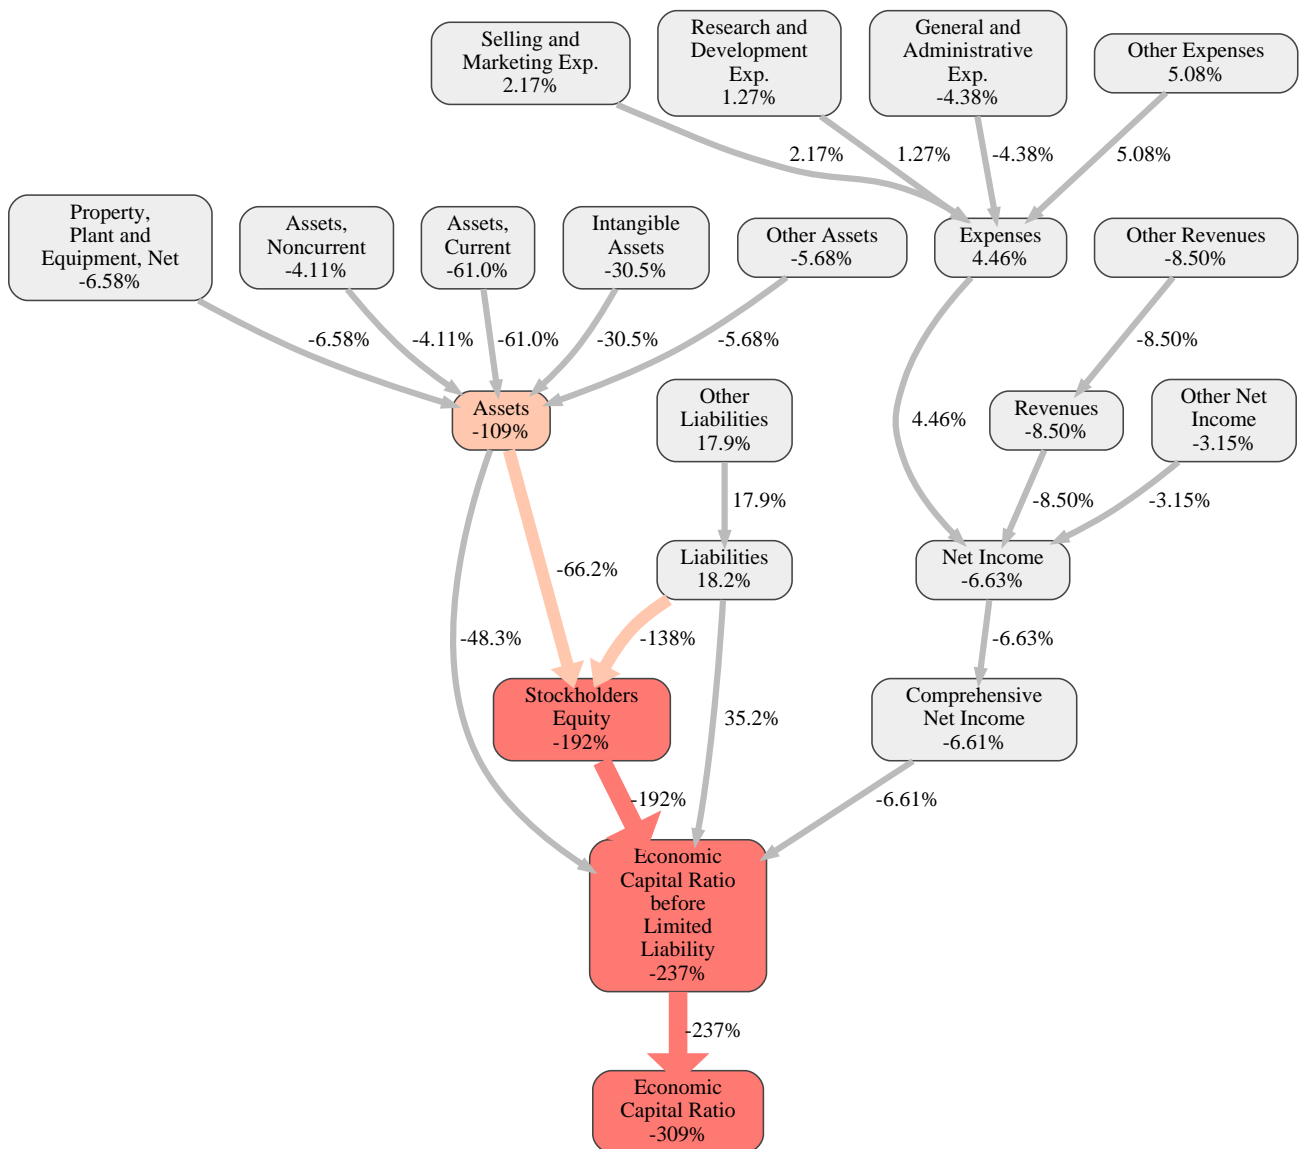 Selling and
Marketing Exp.
2.17%
Research and
Development
Exp.
1.27%
General and
Administrative
Exp.
-4.38%
Other Expenses
5.08%
2.17%
1.27%
-4.38%
5.08%
Property,
Plant and
Equipment, Net
-6.58%
Assets,
Noncurrent
-4.11%
Assets,
Current
-61.0%
Intangible
Assets
-30.5%
Other Assets
-5.68%
Expenses
4.46%
Other Revenues
-8.50%
-6.58%
-4.11%
-61.0%
-30.5%
-5.68%
-8.50%
Assets
-109%
Other
Liabilities
17.9%
4.46%
Revenues
-8.50%
Other Net
Income
-3.15%
17.9%
-8.50%
-3.15%
-66.2%
Liabilities
18.2%
Net Income
-6.63%
-48.3%
-138%
-6.63%
Stockholders
Equity
-192%
35.2%
Comprehensive
Net Income
-6.61%
-192%
-6.61%
Economic
Capital Ratio
before
Limited
Liability
-237%
-237%
Economic
Capital Ratio
-309%